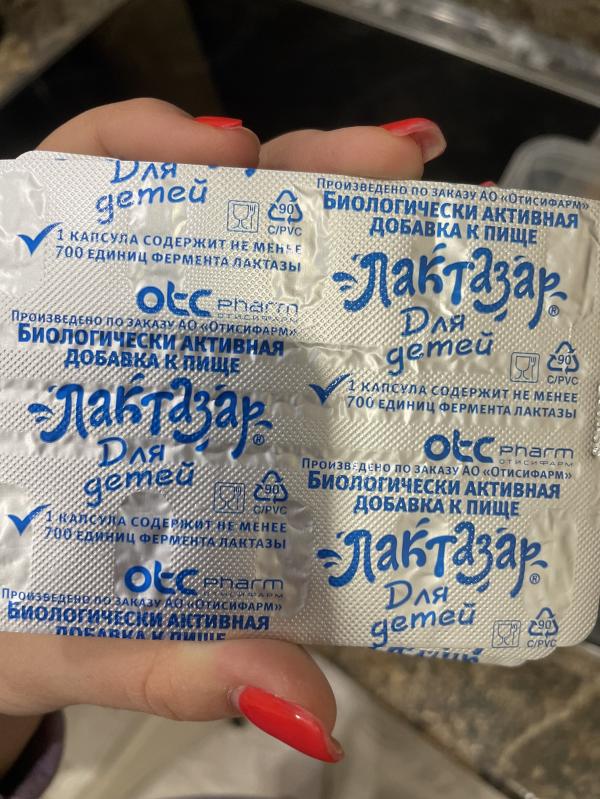 Для
детей
90
C/PVC
1 КАПСУЛА СОДЕРЖИТ НЕ МЕНЕЕ
700 ЕДИНИЦ ФЕРМЕНТА ЛАКТАЗЫ
otc pharm
ОТИСИФАРМ
ПРОИЗВЕДЕНО ПО ЗАКАЗУ АО «ОТИСИФАРМ»
БИОЛОГИЧЕСКИ АКТИВНАЯ
ДОБАВКА К ПИЩЕ
Лактазар®
Для
детей
90
C/PVC
1 КАПСУЛА СОДЕРЖИТ НЕ МЕНЕЕ
700 ЕДИНИЦ ФЕРМЕНТА ЛАКТАЗЫ
otc pharm
ОТИСИФАРМ
ПРОИЗВЕДЕНО ПО ЗАКАЗУ АО «ОТИСИФАРМ»
БИОЛОГИЧЕСКИ АКТИВНАЯ
ДОБАВКА К ПИЩЕ
ПРОИЗВЕДЕНО ПО ЗАКАЗУ АО «ОТИСИФАРМ»
БИОЛОГИЧЕСКИ АКТИВНАЯ
ДОБАВКА К ПИЩЕ
Лактазар®
Для
детей
90
C/PVC
1 КАПСУЛА СОДЕРЖИТ НЕ МЕНЕЕ
700 ЕДИНИЦ ФЕРМЕНТА ЛАКТАЗЫ
otc pharm
ОТИСИФАРМ
ПРОИЗВЕДЕНО ПО ЗАКАЗУ АО «ОТИСИФАРМ»
БИОЛОГИЧЕСКИ АКТИВНАЯ
ДОБАВКА К ПИЩЕ
Лактазар®
Для
детей
90
C/PVC